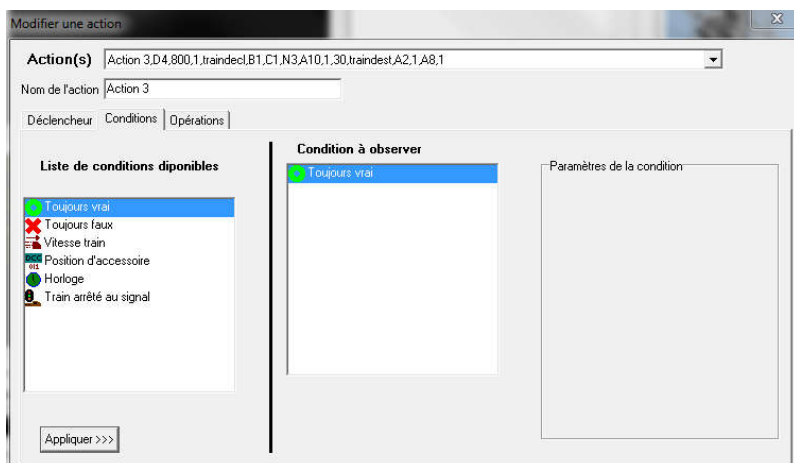 Modifier une action
Action(s) Action 3,D4,800,1,traindecl,B1,C1,N3,A10,1,30,traindest,A2,1,A8,1
Nom de l'action Action 3
Déclencheur Conditions Opérations
Liste de conditions diponibles
Toujours vrai
Toujours faux
Vitesse train
DCC 011 Position d'accessoire
Horloge
Train arrêté au signal
Appliquer >>>
Condition à observer
Toujours vrai
Paramètres de la condition